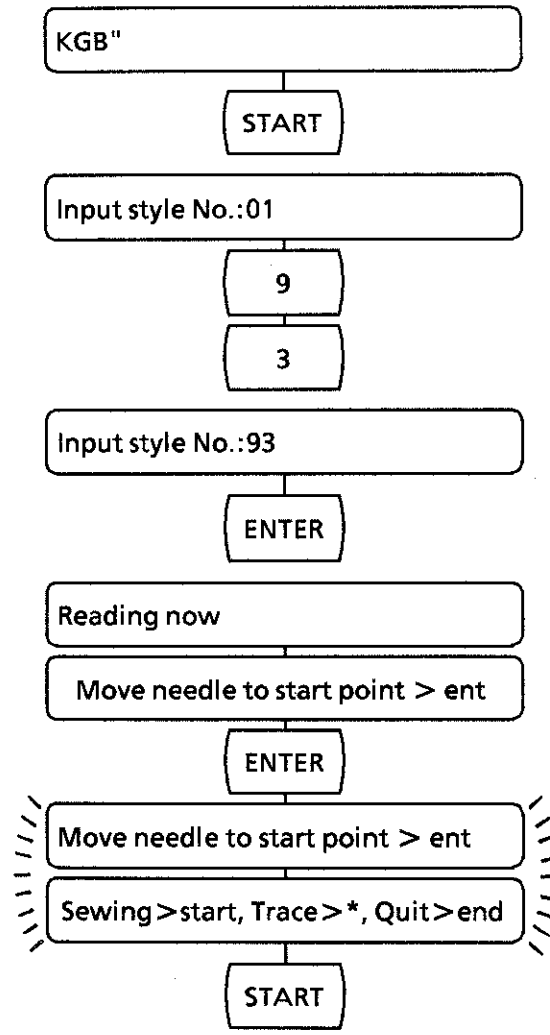 KGB"
START
Input style No.:01
9
3
Input style No.:93
ENTER
Reading now
Move needle to start point > ent
ENTER
Move needle to start point > ent
Sewing>start, Trace>*, Quit>end
START